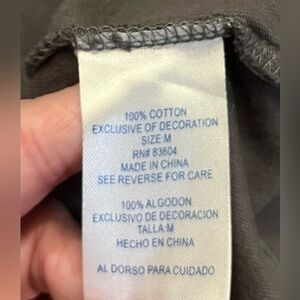 100% COTTON
EXCLUSIVE OF DECORATION
SIZE:M
RN# 83604
MADE IN CHINA
SEE REVERSE FOR CARE
100% ALGODON
EXCLUSIVO DE DECORACION
TALLA:M
HECHO EN CHINA
AL DORSO PARA CUIDADO